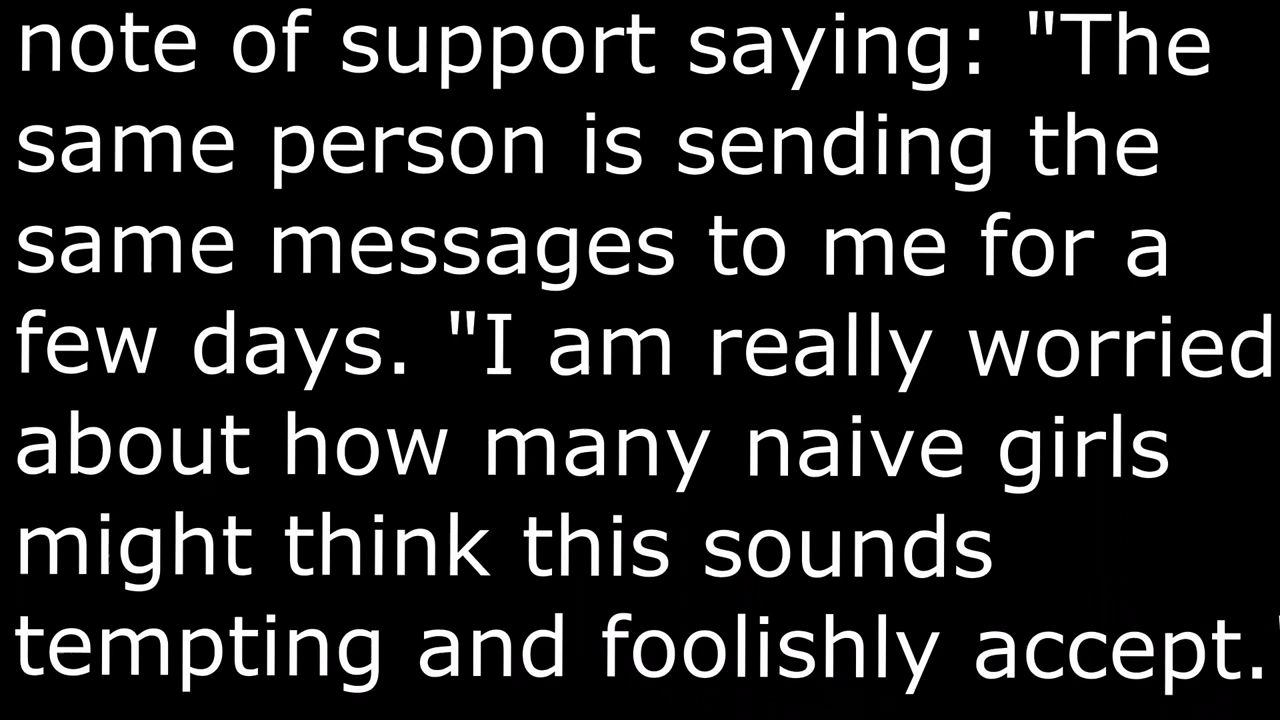 note of support saying: "The
same person is sending the
same messages to me for a
few days. "I am really worried
about how many naive girls
might think this sounds
tempting and foolishly accept.